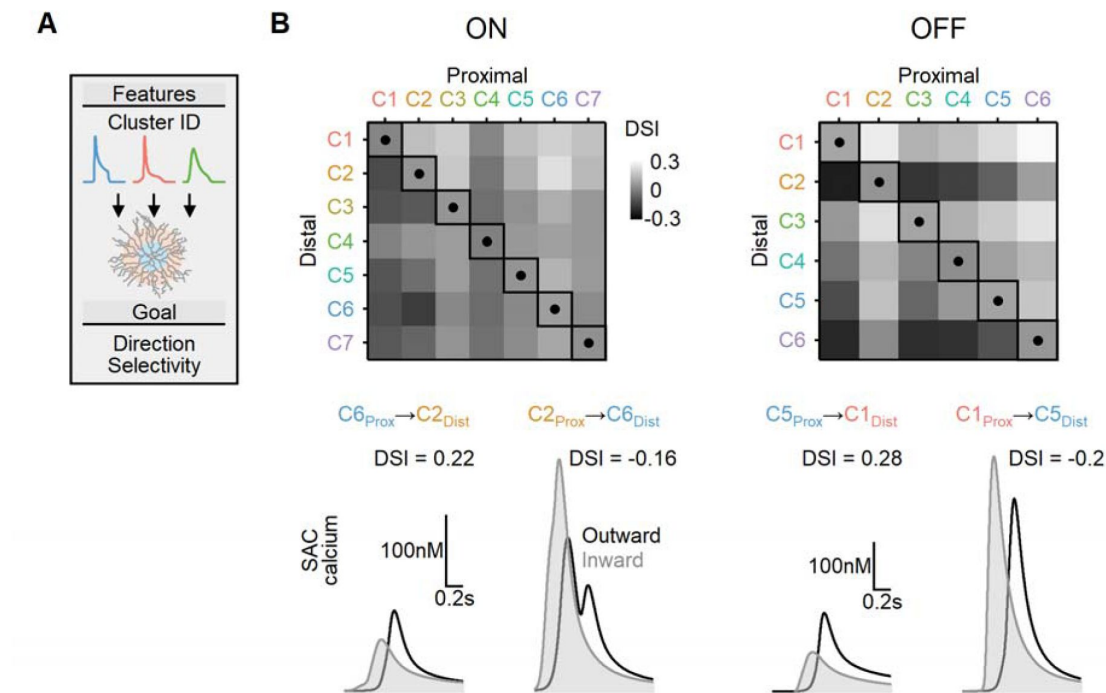 A
B
Features
Cluster ID
Goal
Direction
Selectivity
ON
Proximal
C1 C2 C3 C4 C5 C6 C7
Distal
C1
C2
C3
C4
C5
C6
C7
DSI
0.3
0
-0.3
OFF
Proximal
C1 C2 C3 C4 C5 C6
Distal
C1
C2
C3
C4
C5
C6
C6Prox→C2Dist
DSI = 0.22
C2Prox→C6Dist
DSI = -0.16
SAC
calcium
100nM
0.2s
Outward
Inward
C5Prox→C1Dist
DSI = 0.28
C1Prox→C5Dist
DSI = -0.2
100nM
0.2s